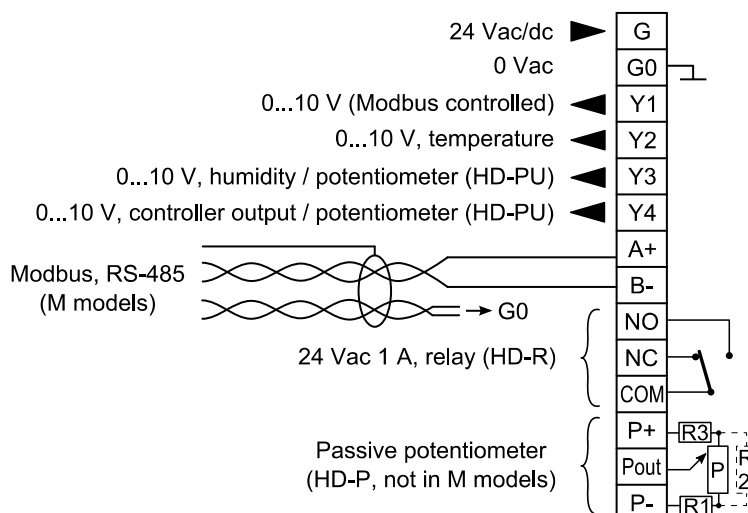 24 Vac/dc G
0 Vac G0
0...10 V (Modbus controlled) Y1
0...10 V, temperature Y2
0...10 V, humidity / potentiometer (HD-PU) Y3
0...10 V, controller output / potentiometer (HD-PU) Y4
A+
Modbus, RS-485
(M models)
B-
G0
NO
24 Vac 1 A, relay (HD-R) NC
COM
P+ R3
Passive potentiometer
(HD-P, not in M models)
Pout P R
2
P- R1